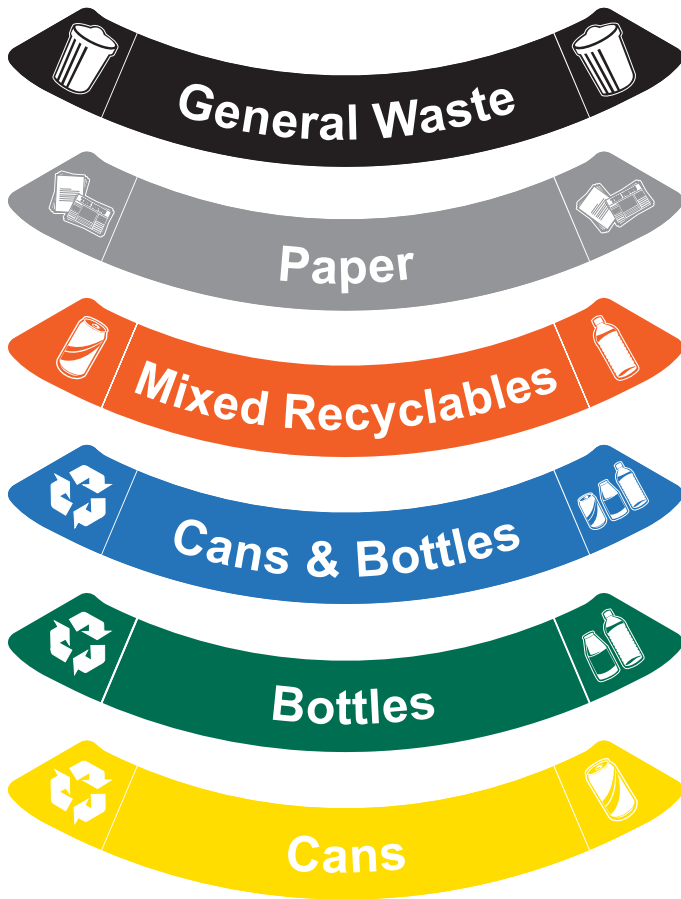 General Waste
Paper
Mixed Recyclables
Cans & Bottles
Bottles
Cans